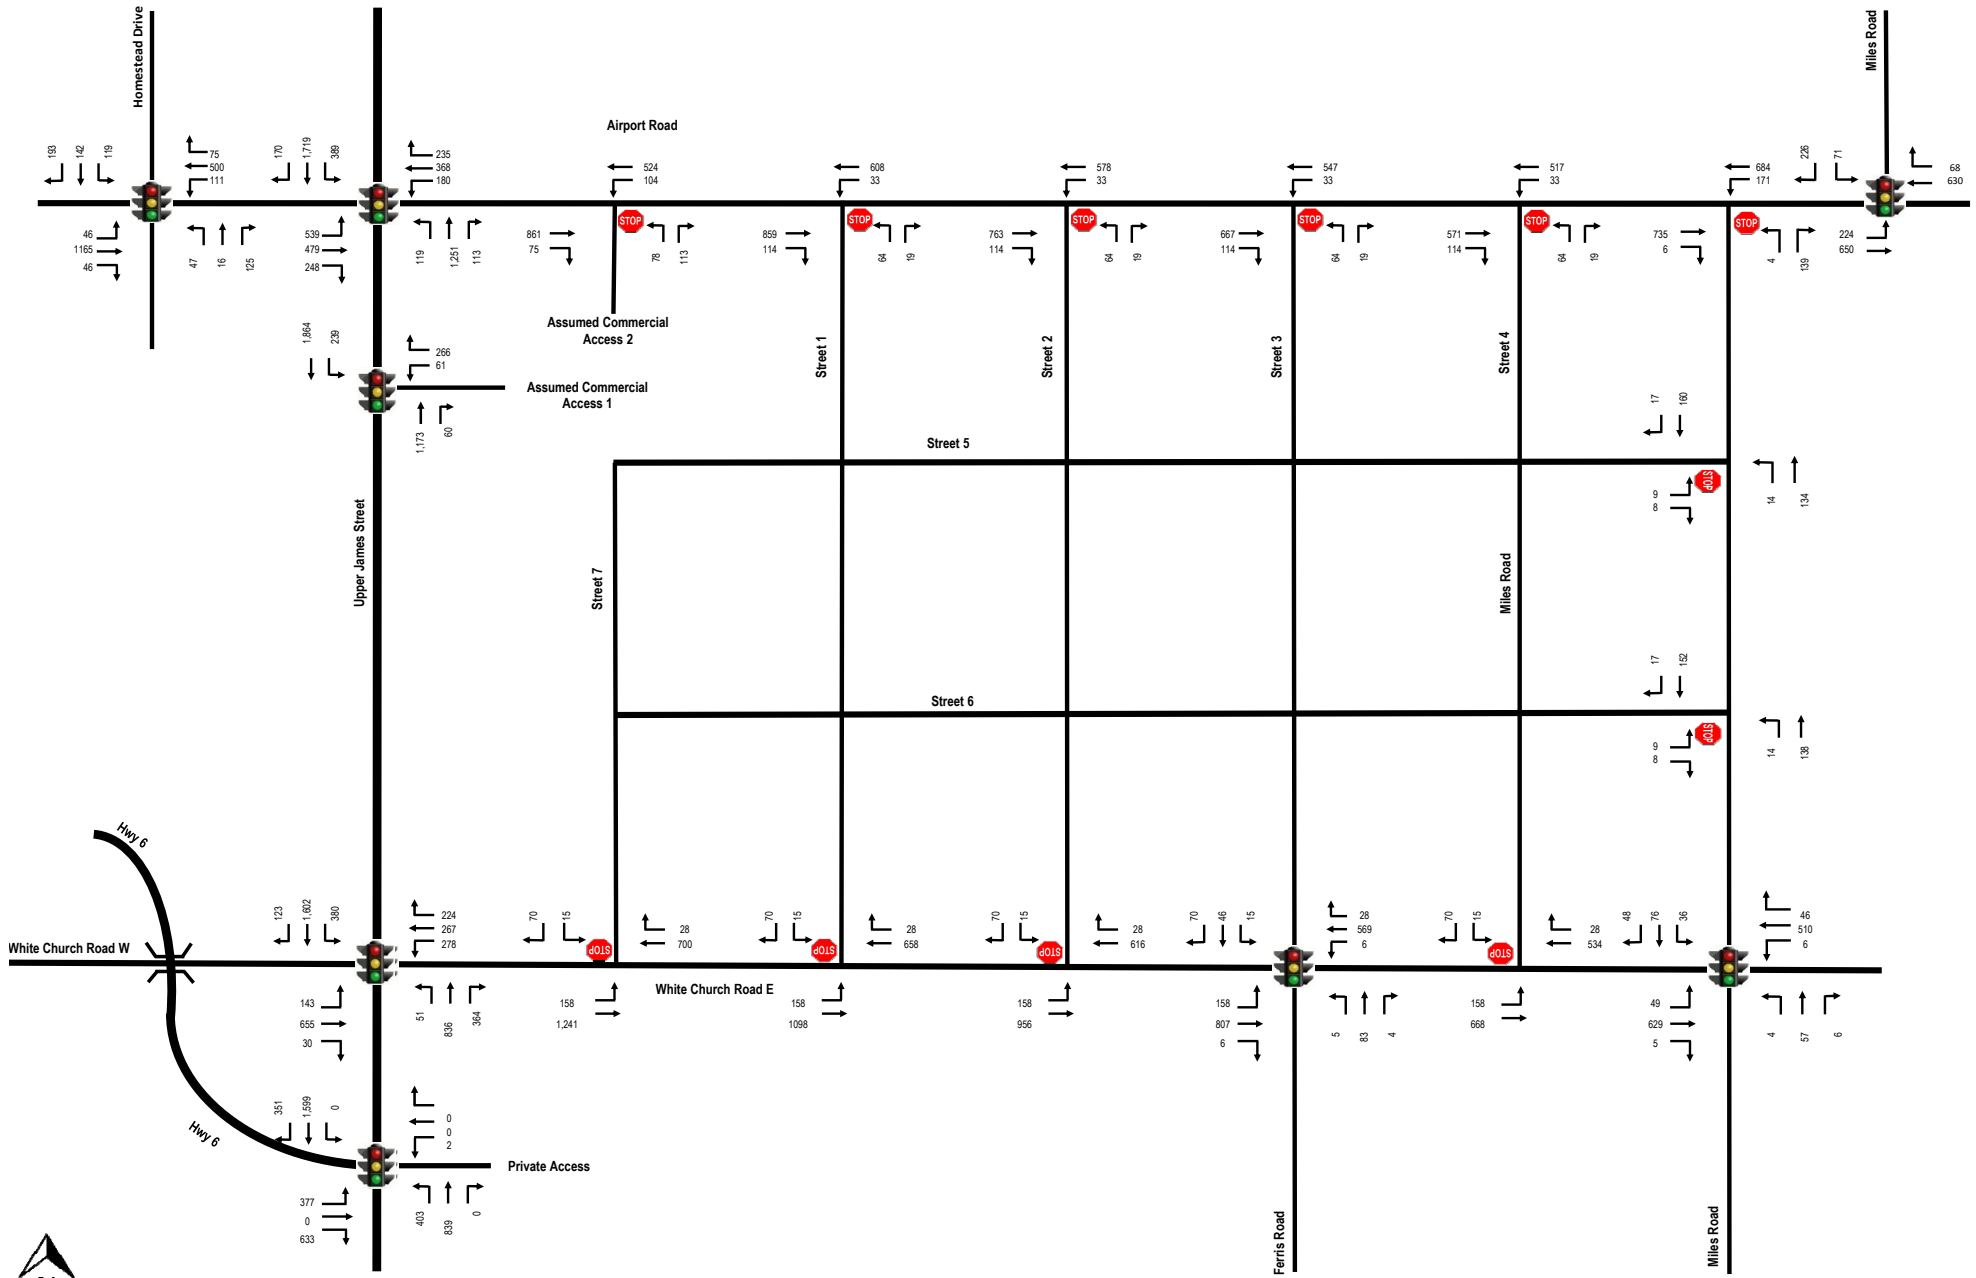 Homestead Drive
Miles Road
Airport Road
193 142 119
75
500
111
170 1,719 389
235
368
180
524
104
608
33
578
33
547
33
517
33
684
171
226 71
68
630
46
1165
46
47 16 125
539
479
248
119 1,251 113
861
75
STOP
78 113
859
114
STOP
64 19
763
114
STOP
64 19
667
114
STOP
64 19
571
114
STOP
64 19
735
6
STOP
4 139
224
650
Assumed Commercial
Access 2
1,864 239
266
61
Assumed Commercial
Access 1
1,173 60
Street 1
Street 2
Street 3
Street 4
17 160
Street 5
9
8
STOP
14 134
Upper James Street
Street 7
Miles Road
17 152
Street 6
9
8
STOP
14 138
Hwy 6
White Church Road W
123 1,602 380
224
267
278
70 15
STOP
28
700
70 15
STOP
28
658
70 15
STOP
28
616
70 46 15
28
569
6
70 15
STOP
28
534
48 76 36
46
510
6
White Church Road E
143
655
30
51 836 364
158
1,241
158
1098
158
956
158
807
6
5 83 4
158
668
49
629
5
4 57 6
Hwy 6
351 1,599 0
0
0
2
Private Access
377
0
633
403 839 0
Ferris Road
Miles Road